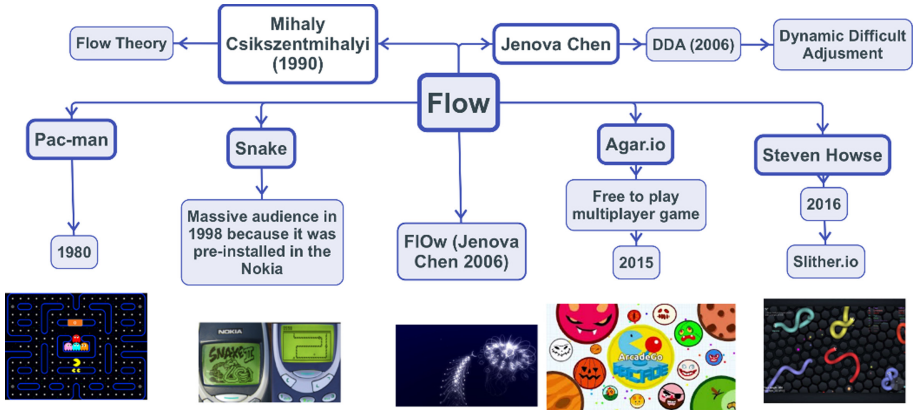 Mihaly
Csikszentmihalyi
(1990)
Flow Theory
Jenova Chen
DDA (2006)
Dynamic Difficult
Adjusment
Flow
Pac-man
Snake
Agar.io
Steven Howse
1980
Massive audience in
1998 because it was
pre-installed in the
Nokia
FlOw (Jenova
Chen 2006)
Free to play
multiplayer game
2015
2016
Slither.io
NOKIA
SNAKE
ArcadeGo
ARCADE